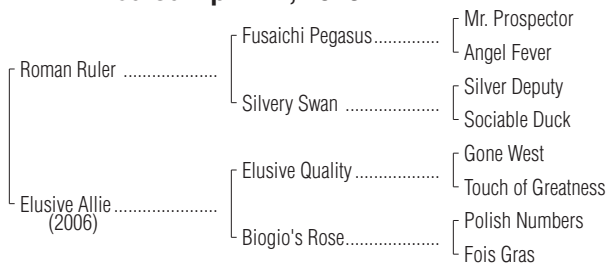 Mr. Prospector
Fusaichi Pegasus..............
Angel Fever
Roman Ruler ....................
Silver Deputy
Silvery Swan ....................
Sociable Duck
Gone West
Elusive Quality ..................
Touch of Greatness
Elusive Allie......................
(2006)
Polish Numbers
Biogio's Rose....................
Fois Gras